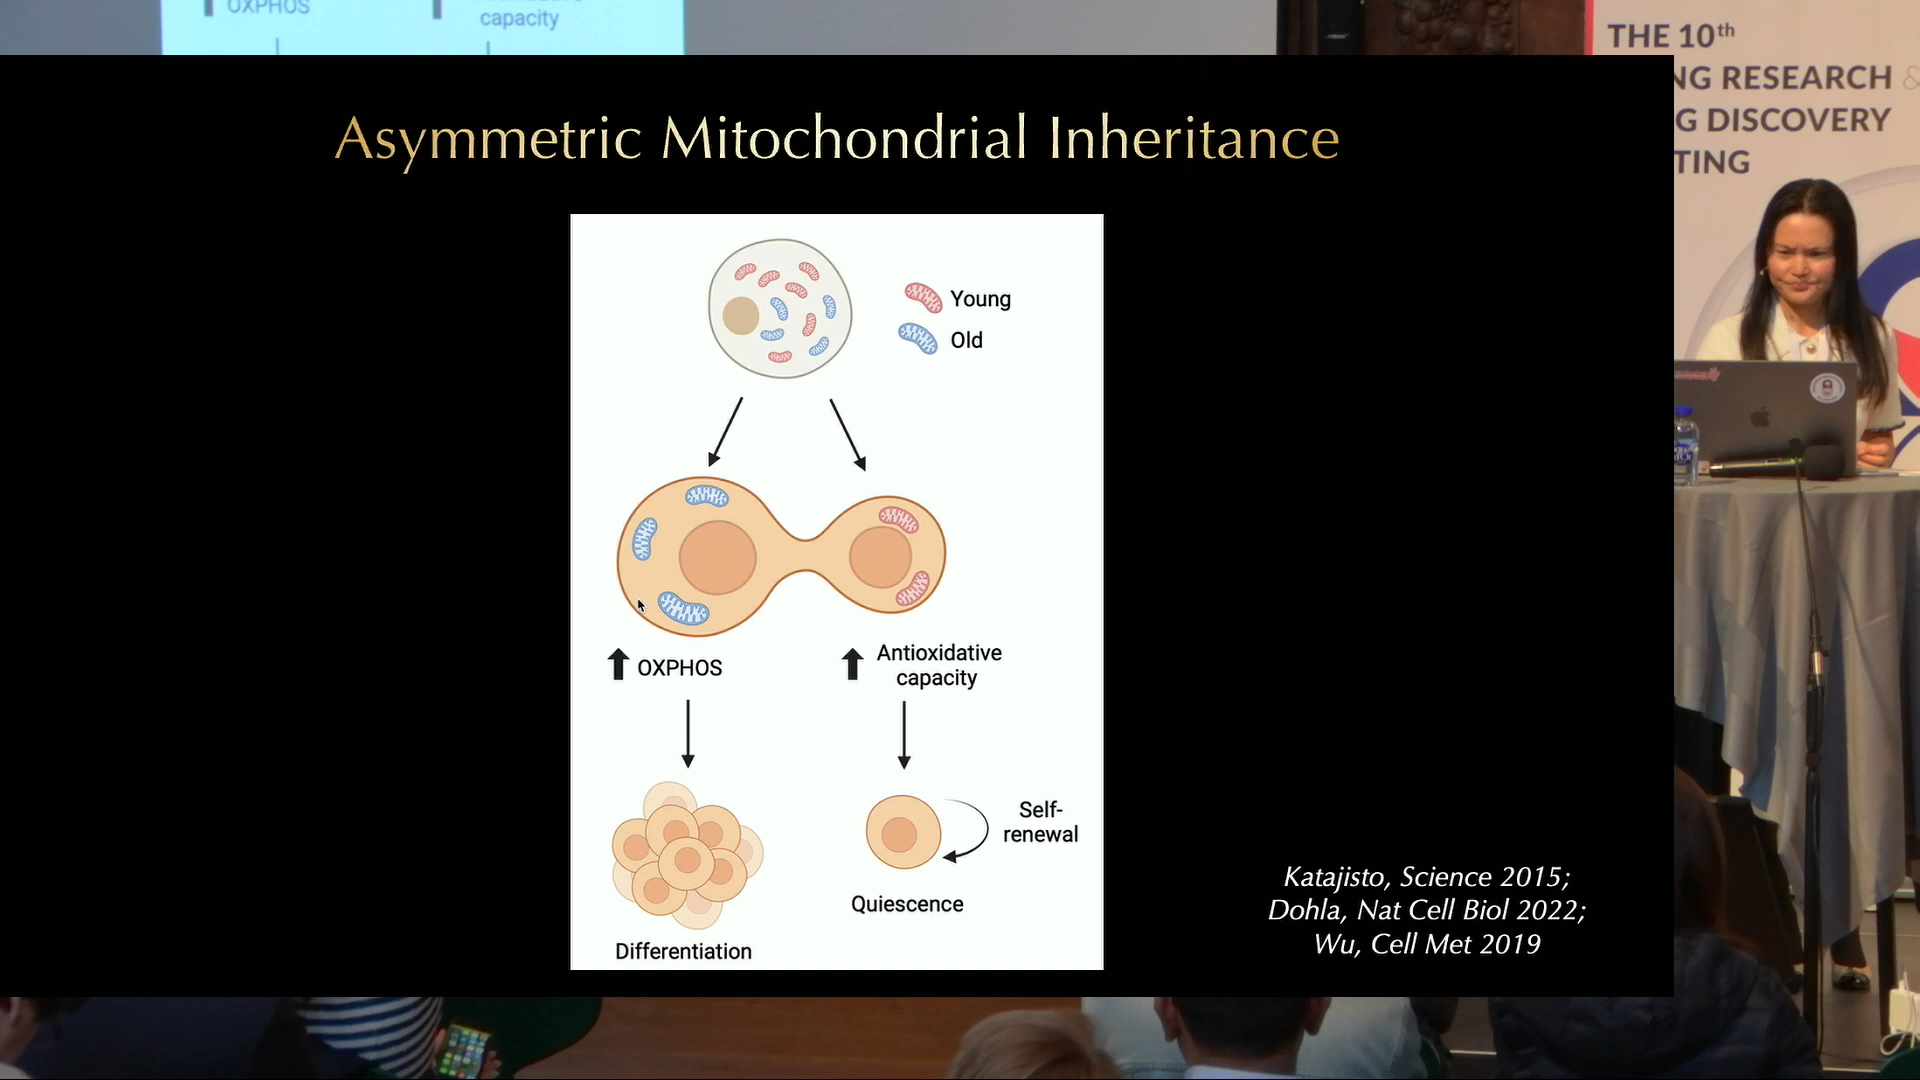 OXPHOS
capacity
THE 10th
NG RESEARCH &
G DISCOVERY
TING
Asymmetric Mitochondrial Inheritance
Young
Old
OXPHOS
Antioxidative
capacity
Self-
renewal
Quiescence
Differentiation
Katajisto, Science 2015;
Dohla, Nat Cell Biol 2022;
Wu, Cell Met 2019